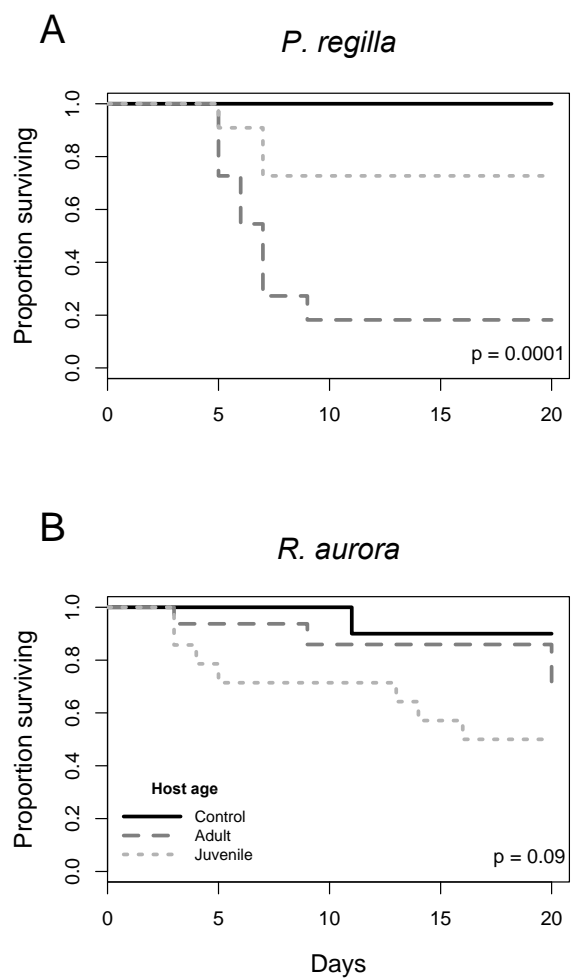 A
P. regilla
Proportion surviving
1.0
0.8
0.6
0.4
0.2
0.0
p = 0.0001
0 5 10 15 20
B
R. aurora
Proportion surviving
1.0
0.8
0.6
0.4
0.2
0.0
Host age
Control
Adult
Juvenile
p = 0.09
0 5 10 15 20
Days